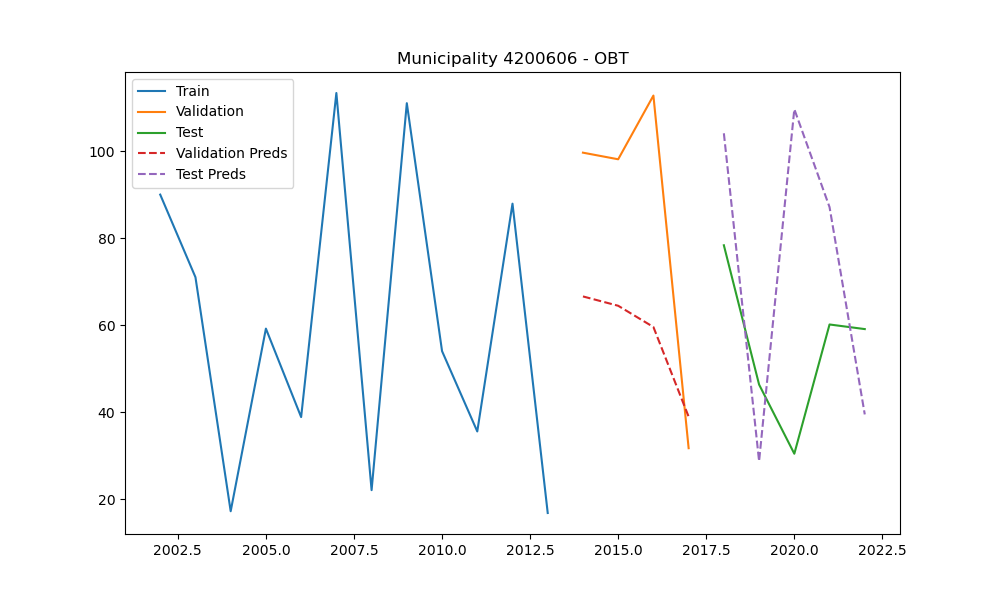 Municipality 4200606 - OBT
Train
Validation
Test
Validation Preds
Test Preds
100
80
60
40
20
2002.5 2005.0 2007.5 2010.0 2012.5 2015.0 2017.5 2020.0 2022.5